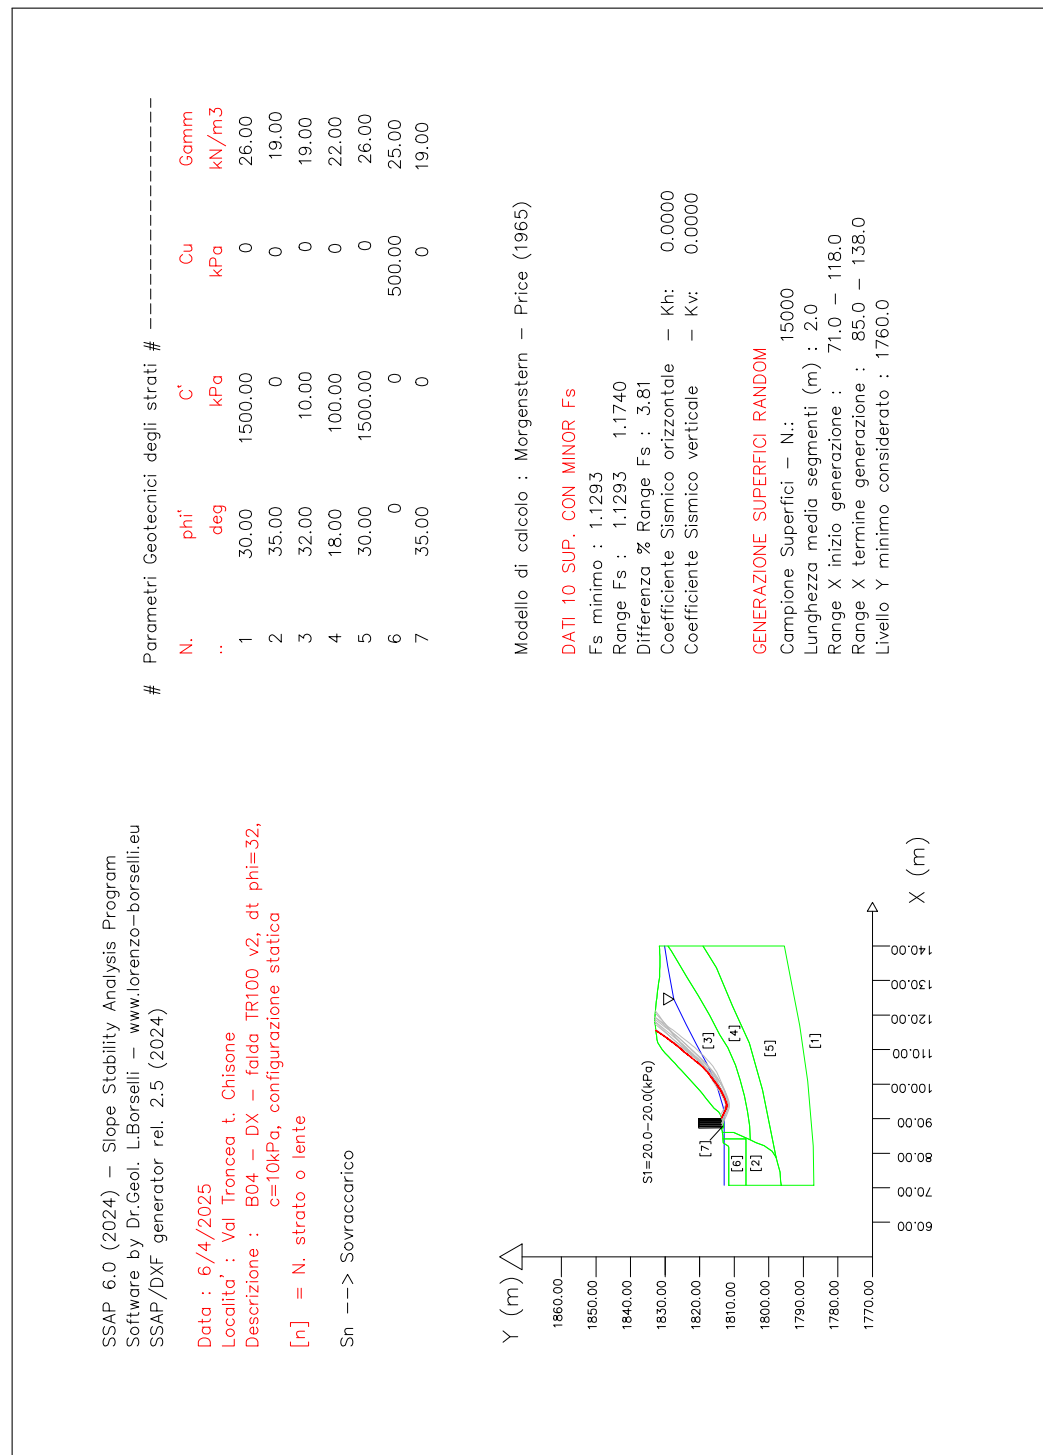 SSAP 6.0 (2024) - Slope Stability Analysis Program
Software by Dr.Geol. L.Borselli - www.lorenzo-borselli.eu
SSAP/DXF generator rel. 2.5 (2024)
Data : 6/4/2025
Localita' : Val Troncea t. Chisone
Descrizione : B04 - DX - falda TR100 v2, dt phi=32,
c=10kPa, configurazione statica
[n] = N. strato o lente
Sn --> Sovraccarico
# Parametri Geotecnici degli strati # -----------------
N. phi' C' Cu Gamm
.. deg kPa kPa kN/m3
1 30.00 1500.00 0 26.00
2 35.00 0 0 19.00
3 32.00 10.00 0 19.00
4 18.00 100.00 0 22.00
5 30.00 1500.00 0 26.00
6 0 0 500.00 25.00
7 35.00 0 0 19.00
Modello di calcolo : Morgenstern - Price (1965)
DATI 10 SUP. CON MINOR Fs
Fs minimo : 1.1293
Range Fs : 1.1293 1.1740
Differenza % Range Fs : 3.81
Coefficiente Sismico orizzontale - Kh: 0.0000
Coefficiente Sismico verticale - Kv: 0.0000
GENERAZIONE SUPERFICI RANDOM
Campione Superfici - N.: 15000
Lunghezza media segmenti (m) : 2.0
Range X inizio generazione : 71.0 - 118.0
Range X termine generazione : 85.0 - 138.0
Livello Y minimo considerato : 1760.0
Y (m)
1860.00
1850.00
1840.00
1830.00
1820.00
1810.00
1800.00
1790.00
1780.00
1770.00
S1=20.0-20.0(kPa)
[7]
[6]
[2]
[3]
[4]
[5]
[1]
60.00
70.00
80.00
90.00
100.00
110.00
120.00
130.00
140.00
X (m)